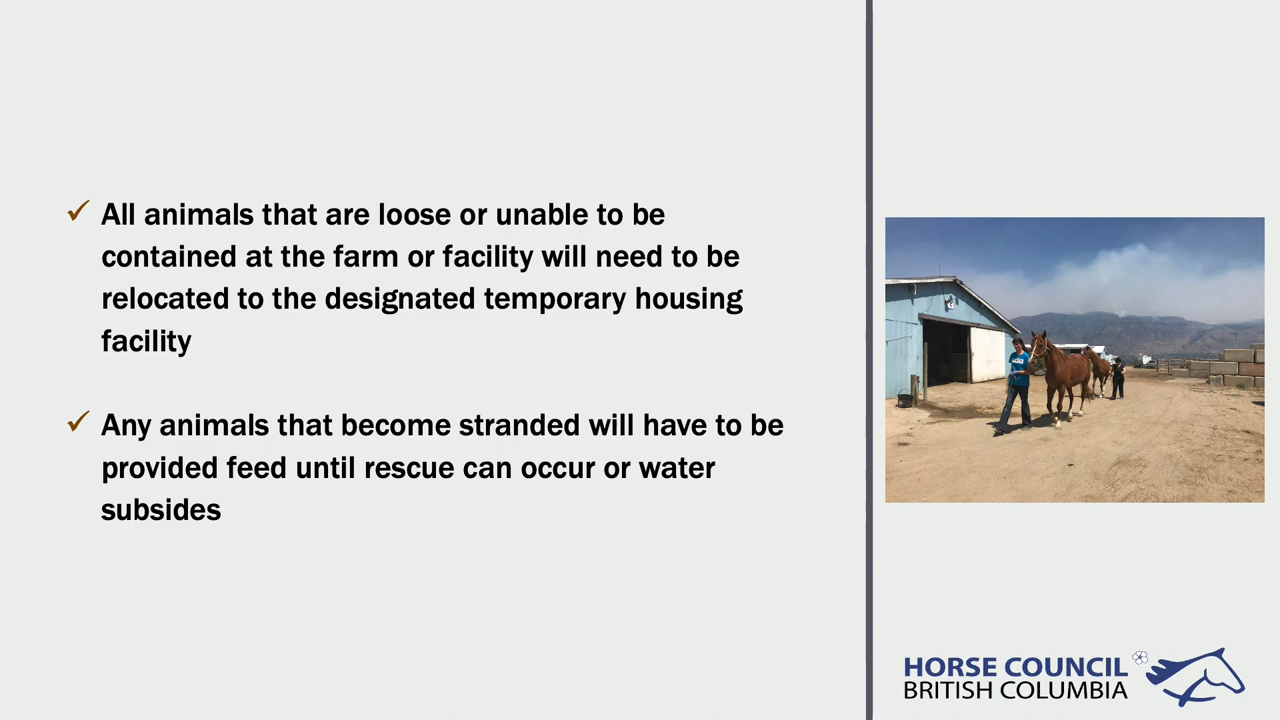 All animals that are loose or unable to be
contained at the farm or facility will need to be
relocated to the designated temporary housing
facility
Any animals that become stranded will have to be
provided feed until rescue can occur or water
subsides
HORSE COUNCIL
BRITISH COLUMBIA